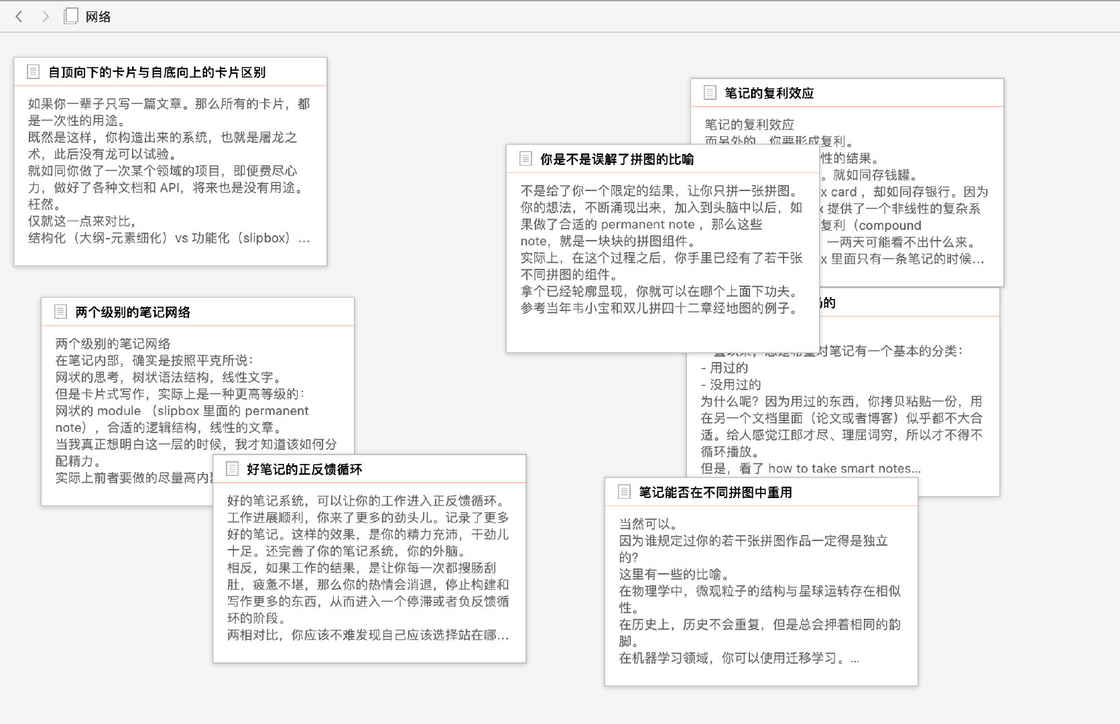 网络
自顶向下的卡片与自底向上的卡片区别
如果你一辈子只写一篇文章。那么所有的卡片，都
是一次性的用途。
既然是这样，你构造出来的系统，也就是屠龙之
术，此后没有龙可以试验。
就如同你做了一次某个领域的项目，即便费尽心
力，做好了各种文档和 API，将来也是没有用途。
枉然。
仅就这一点来对比，
结构化（大纲-元素细化）vs 功能化（slipbox）...
两个级别的笔记网络
两个级别的笔记网络
在笔记内部，确实是按照平克所说：
网状的思考，树状语法结构，线性文字。
但是卡片式写作，实际上是一种更高等级的：
网状的 module （slipbox 里面的 permanent
note），合适的逻辑结构，线性的文章。
当我真正想明白这一层的时候，我才知道该如何分
配精力。
实际上前者要做的尽量高内
好笔记的正反馈循环
好的笔记系统，可以让你的工作进入正反馈循环。
工作进展顺利，你来了更多的劲头儿。记录了更多
好的笔记。这样的效果，是你的精力充沛，干劲儿
十足。还完善了你的笔记系统，你的外脑。
相反，如果工作的结果，是让你每一次都搜肠刮
肚，疲惫不堪，那么你的热情会消退，停止构建和
写作更多的东西，从而进入一个停滞或者负反馈循
环的阶段。
两相对比，你应该不难发现自己应该选择站在哪...
笔记的复利效应
笔记的复利效应
而另外的，你要形成复利。
性的结果。
。就如同存钱罐。
x card ，却如同存银行。因为
x 提供了一个非线性的复杂系
复利（compound
，一两天可能看不出什么来。
x 里面只有一条笔记的时候...
你是不是误解了拼图的比喻
不是给了你一个限定的结果，让你只拼一张拼图。
你的想法，不断涌现出来，加入到头脑中以后，如
果做了合适的 permanent note ，那么这些
note，就是一块块的拼图组件。
实际上，在这个过程之后，你手里已经有了若干张
不同拼图的组件。
拿个已经轮廓显现，你就可以在哪个上面下功夫。
参考当年韦小宝和双儿拼四十二章经地图的例子。
的
一直以来，总是希望对笔记有一个基本的分类：
- 用过的
- 没用过的
为什么呢？因为用过的东西，你拷贝粘贴一份，用
在另一个文档里面（论文或者博客）似乎都不大合
适。给人感觉江郎才尽、理屈词穷，所以才不得不
循环播放。
但是，看了 how to take smart notes...
笔记能否在不同拼图中重用
当然可以。
因为谁规定过你的若干张拼图作品一定得是独立
的？
这里有一些的比喻。
在物理学中，微观粒子的结构与星球运转存在相似
性。
在历史上，历史不会重复，但是总会押着相同的韵
脚。
在机器学习领域，你可以使用迁移学习。...